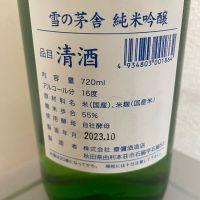 雪の茅舎 純米吟醸
品目 清酒
4 934803 001864
内容量 720ml
アルコール分 16度
原材料名 米(国産)、米麹(国産米)
精米歩合 55%
使用酵母 自社酵母
製造年月 2023.10
製造者 株式会社 齋彌酒造店
秋田県由利本荘市石脇字石脇53